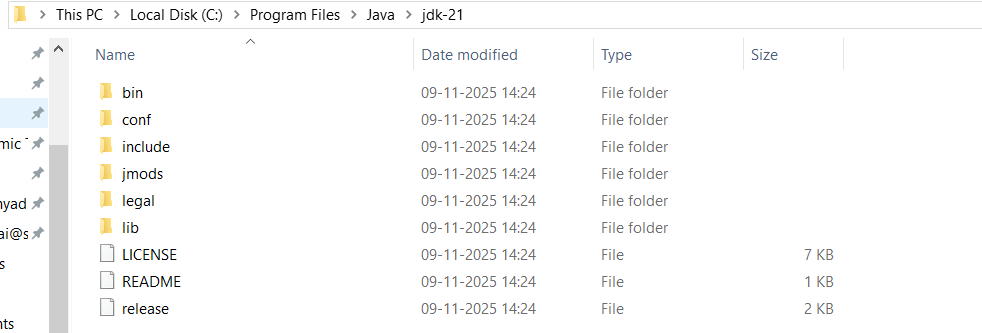 This PC > Local Disk (C:) > Program Files > Java > jdk-21
Name Date modified Type Size
bin 09-11-2025 14:24 File folder
conf 09-11-2025 14:24 File folder
include 09-11-2025 14:24 File folder
mic
jmods 09-11-2025 14:24 File folder
legal 09-11-2025 14:24 File folder
nyad
lib 09-11-2025 14:24 File folder
ai@s
LICENSE 09-11-2025 14:24 File 7 KB
s
README 09-11-2025 14:24 File 1 KB
release 09-11-2025 14:24 File 2 KB
nts